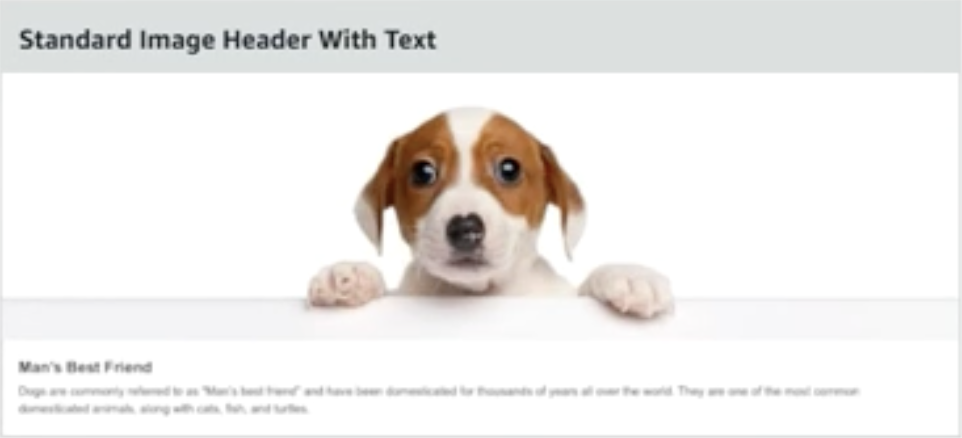 Standard Image Header With Text
Man's Best Friend
Dogs are commonly referred to as "Man's best friend" and have been domesticated for thousands of years all over the world. They are one of the most common
domesticated animals, along with cats, fish, and turtles.